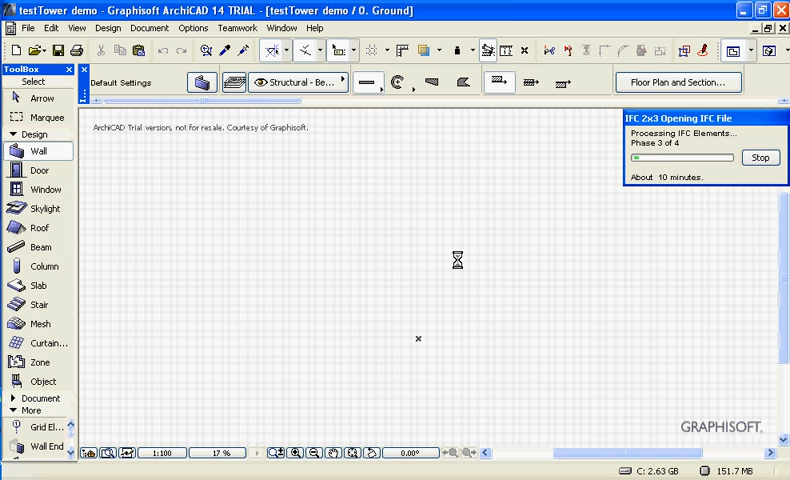 testTower demo - Graphisoft ArchiCAD 14 TRIAL - [testTower demo / 0. Ground]
File Edit View Design Document Options Teamwork Window Help
ToolBox
Select
Arrow
Marquee
Design
Wall
Door
Window
Skylight
Roof
Beam
Column
Slab
Stair
Mesh
Curtain...
Zone
Object
Document
More
Grid El...
Wall End
Default Settings
Structural - Be...
Floor Plan and Section...
ArchiCAD Trial version, not for resale. Courtesy of Graphisoft.
IFC 2x3 Opening IFC File
Processing IFC Elements...
Phase 3 of 4
Stop
About 10 minutes.
GRAPHISOFT.
1:100
17 %
0.00°
C: 2.63 GB
151.7 MB